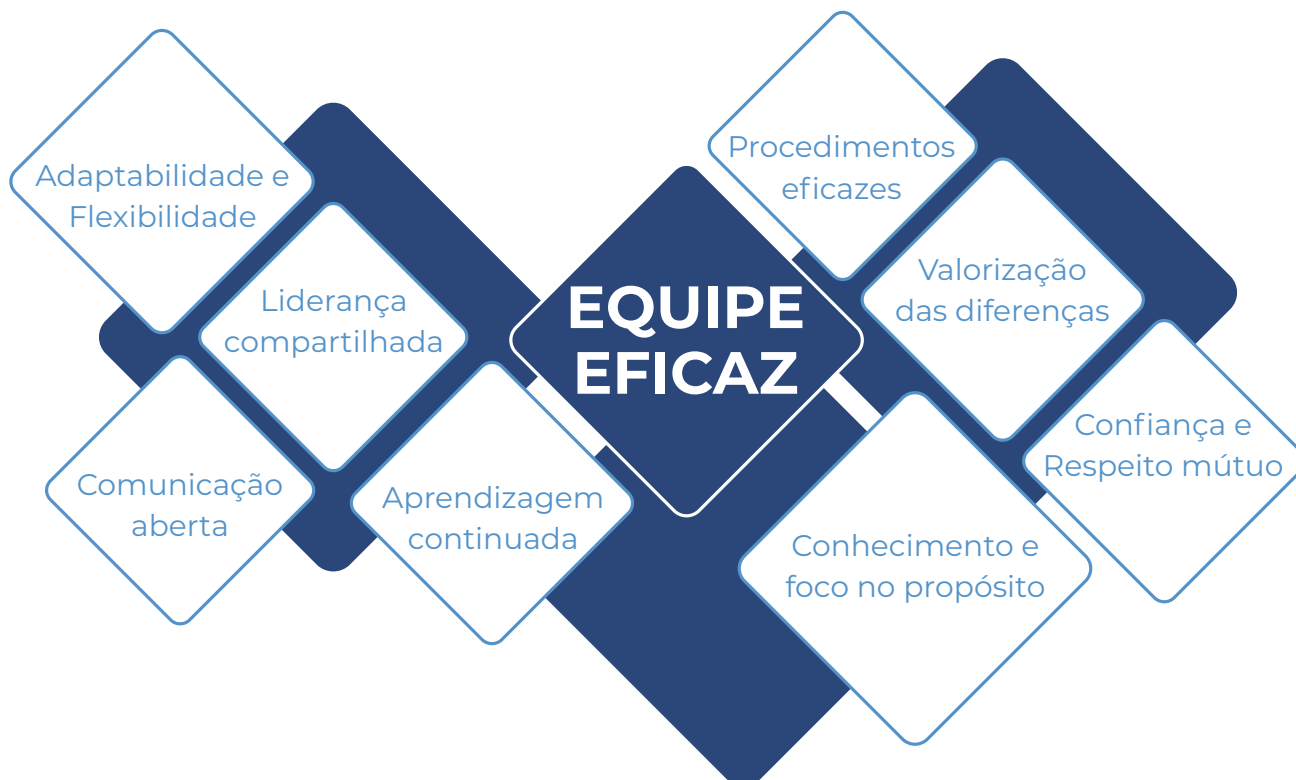 Adaptabilidade e
Flexibilidade
Liderança
compartilhada
Comunicação
aberta
Aprendizagem
continuada
EQUIPE
EFICAZ
Procedimentos
eficazes
Valorização
das diferenças
Confiança e
Respeito mútuo
Conhecimento e
foco no propósito